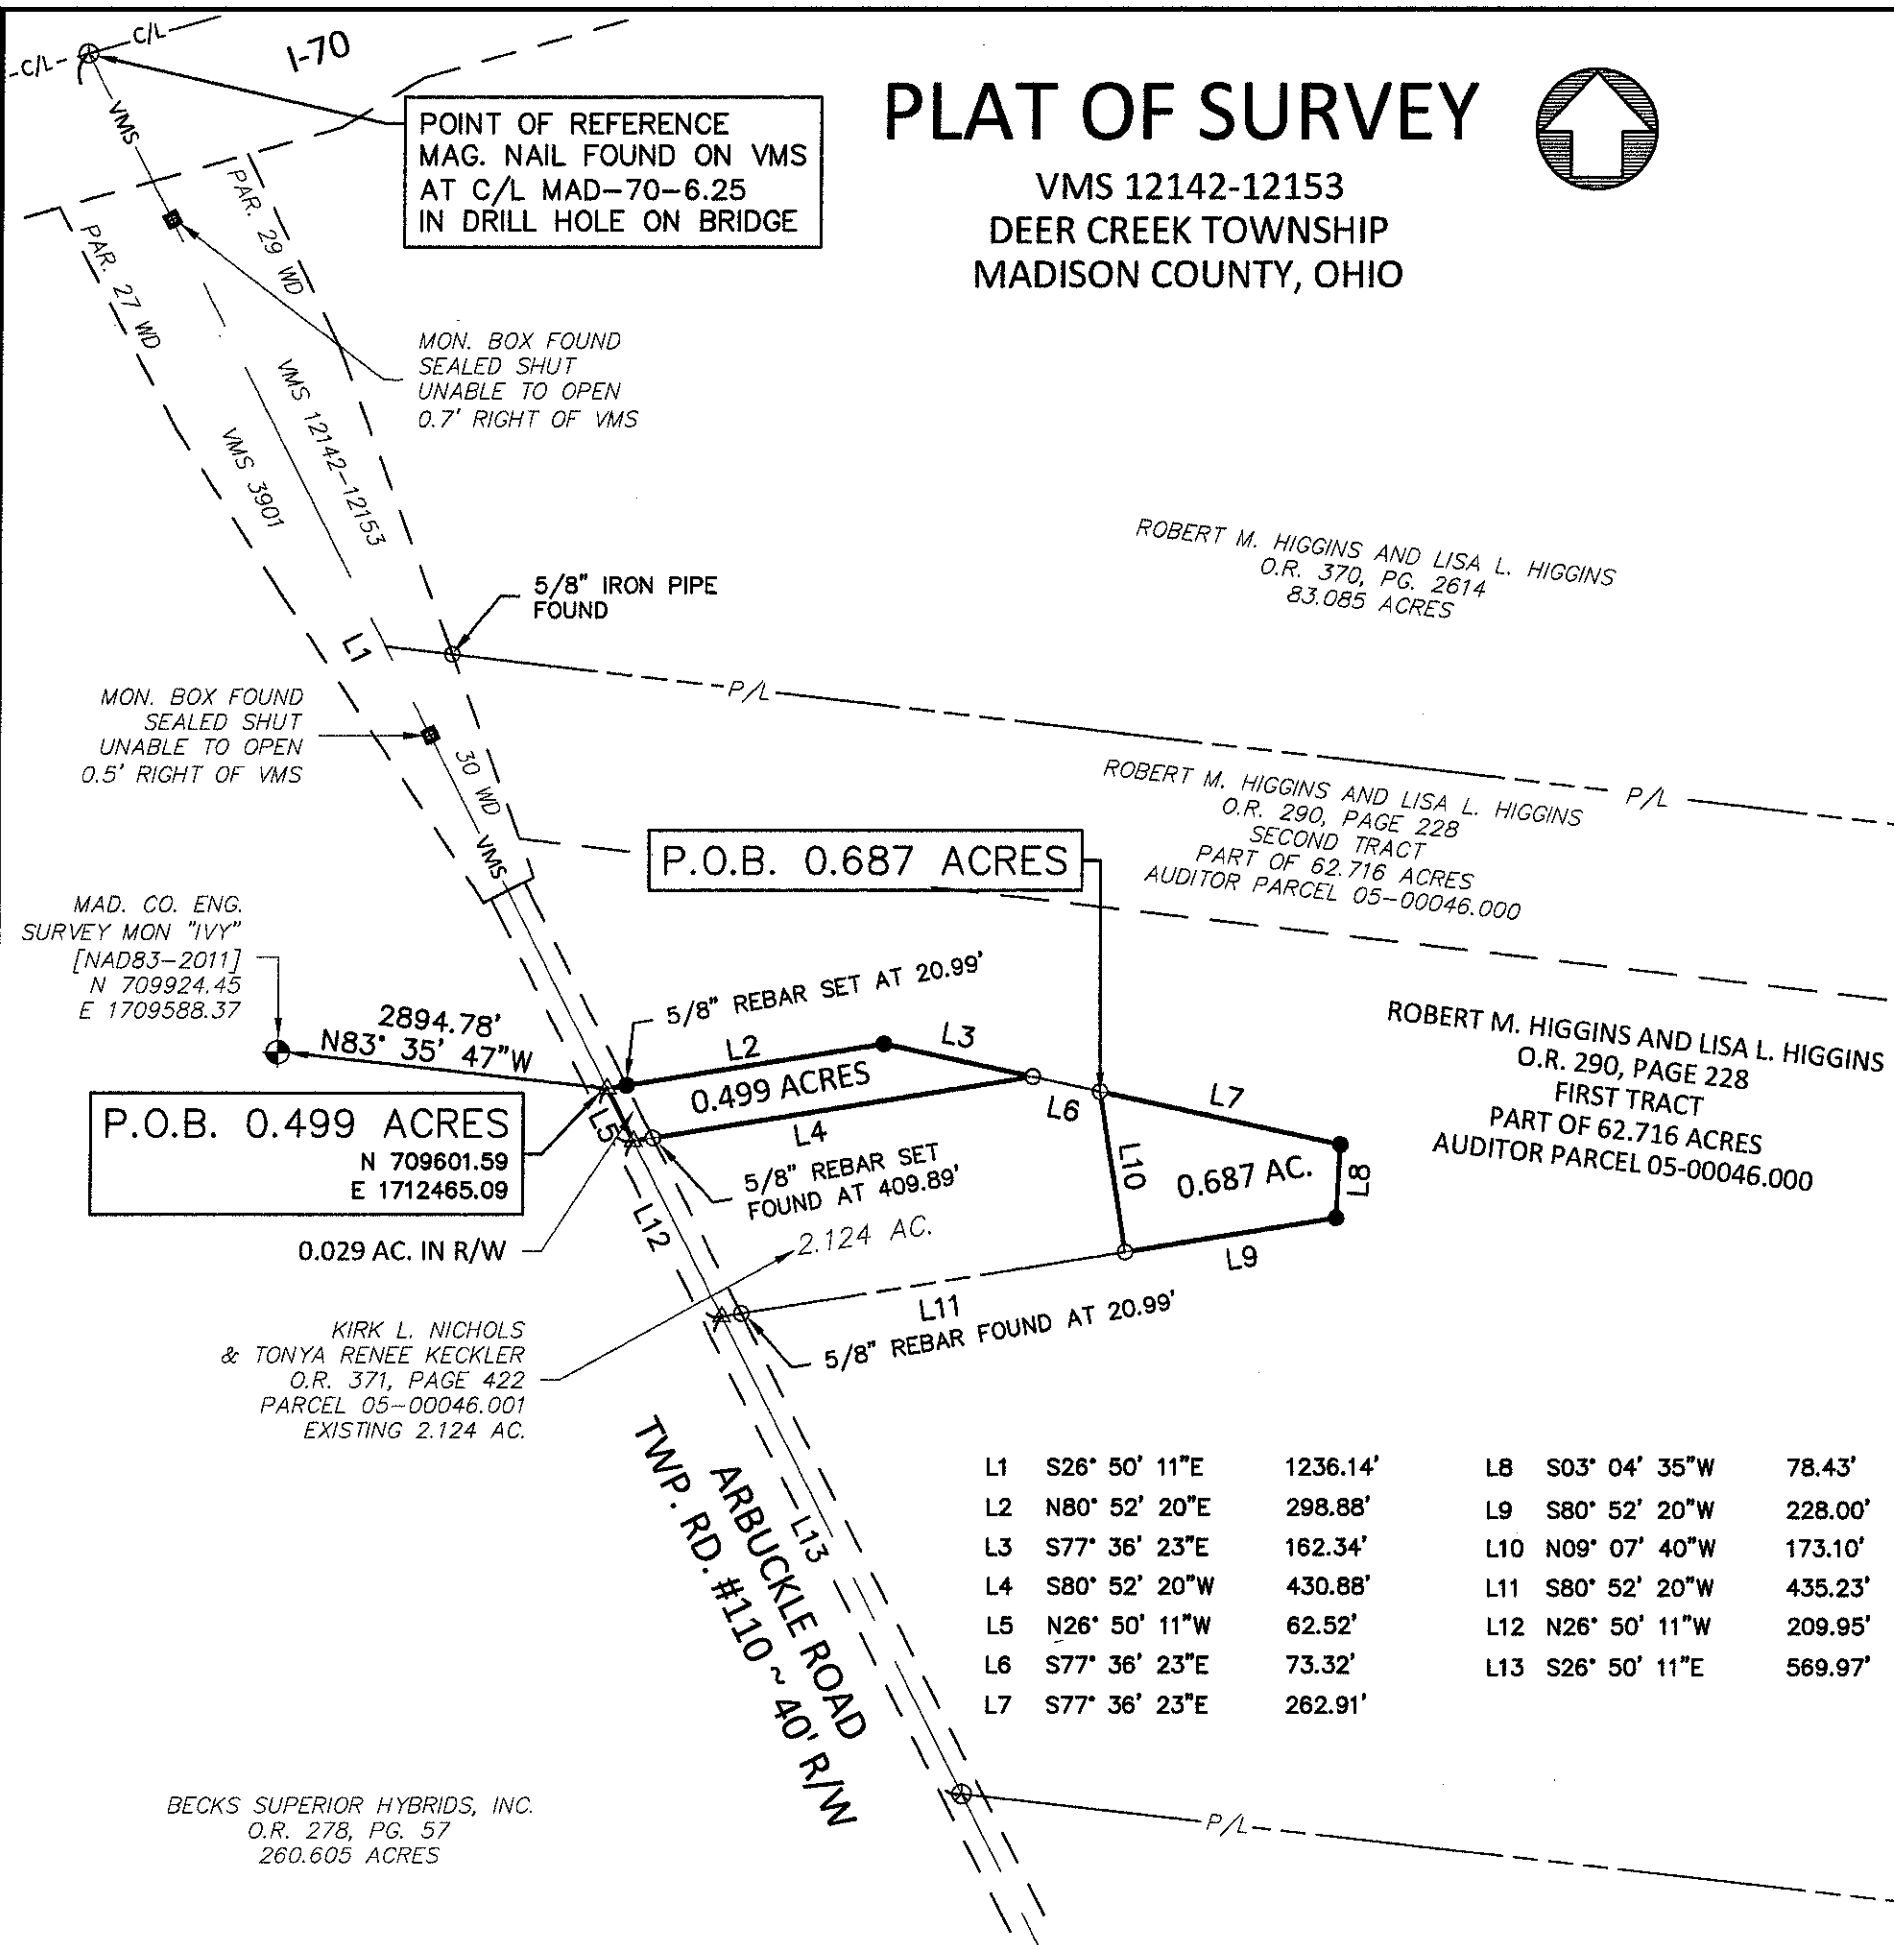 C/L
C/L
I-70
VMS
PLAT OF SURVEY
VMS 12142-12153
DEER CREEK TOWNSHIP
MADISON COUNTY, OHIO
POINT OF REFERENCE
MAG. NAIL FOUND ON VMS
AT C/L MAD-70-6.25
IN DRILL HOLE ON BRIDGE
PAR. 29 WD
PAR. 27 WD
MON. BOX FOUND
SEALED SHUT
UNABLE TO OPEN
0.7' RIGHT OF VMS
VMS 12142-12153
VMS 3901
ROBERT M. HIGGINS AND LISA L. HIGGINS
O.R. 370, PG. 2614
83.085 ACRES
5/8" IRON PIPE
FOUND
L1
P/L
MON. BOX FOUND
SEALED SHUT
UNABLE TO OPEN
0.5' RIGHT OF VMS
30 WD
VMS
P/L
ROBERT M. HIGGINS AND LISA L. HIGGINS
O.R. 290, PAGE 228
SECOND TRACT
PART OF 62.716 ACRES
AUDITOR PARCEL 05-00046.000
P.O.B. 0.687 ACRES
MAD. CO. ENG.
SURVEY MON "IVY"
[NAD83-2011]
N 709924.45
E 1709588.37
2894.78'
N83° 35' 47"W
5/8" REBAR SET AT 20.99'
L2
L3
0.499 ACRES
L6
L7
L4
L5
P.O.B. 0.499 ACRES
N 709601.59
E 1712465.09
5/8" REBAR SET
FOUND AT 409.89'
L10
0.687 AC.
L8
L9
ROBERT M. HIGGINS AND LISA L. HIGGINS
O.R. 290, PAGE 228
FIRST TRACT
PART OF 62.716 ACRES
AUDITOR PARCEL 05-00046.000
0.029 AC. IN R/W
L12
2.124 AC.
L11
5/8" REBAR FOUND AT 20.99'
KIRK L. NICHOLS
& TONYA RENEE KECKLER
O.R. 371, PAGE 422
PARCEL 05-00046.001
EXISTING 2.124 AC.
L13
ARBUCKLE ROAD
TWP. RD. #110 ~ 40' R/W
L1 S26° 50' 11"E 1236.14'
L2 N80° 52' 20"E 298.88'
L3 S77° 36' 23"E 162.34'
L4 S80° 52' 20"W 430.88'
L5 N26° 50' 11"W 62.52'
L6 S77° 36' 23"E 73.32'
L7 S77° 36' 23"E 262.91'
L8 S03° 04' 35"W 78.43'
L9 S80° 52' 20"W 228.00'
L10 N09° 07' 40"W 173.10'
L11 S80° 52' 20"W 435.23'
L12 N26° 50' 11"W 209.95'
L13 S26° 50' 11"E 569.97'
P/L
BECKS SUPERIOR HYBRIDS, INC.
O.R. 278, PG. 57
260.605 ACRES